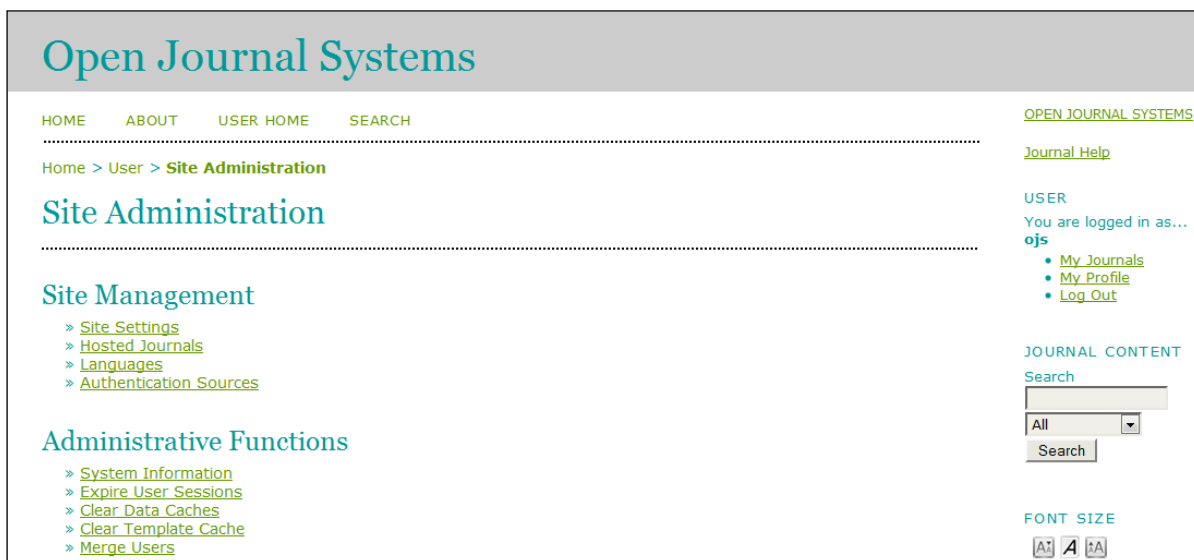 Open Journal Systems
HOME ABOUT USER HOME SEARCH
Home > User > Site Administration
Site Administration
Site Management
» Site Settings
» Hosted Journals
» Languages
» Authentication Sources
Administrative Functions
» System Information
» Expire User Sessions
» Clear Data Caches
» Clear Template Cache
» Merge Users
OPEN JOURNAL SYSTEMS
Journal Help
USER
You are logged in as...
ojs
• My Journals
• My Profile
• Log Out
JOURNAL CONTENT
Search
All
Search
FONT SIZE
A A A